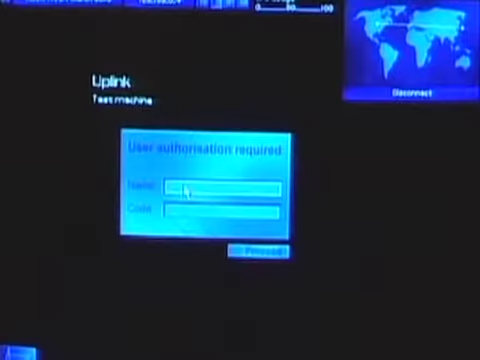 Uplink
Test machine
User authorisation required
Name
Code
Proceed
Disconnect